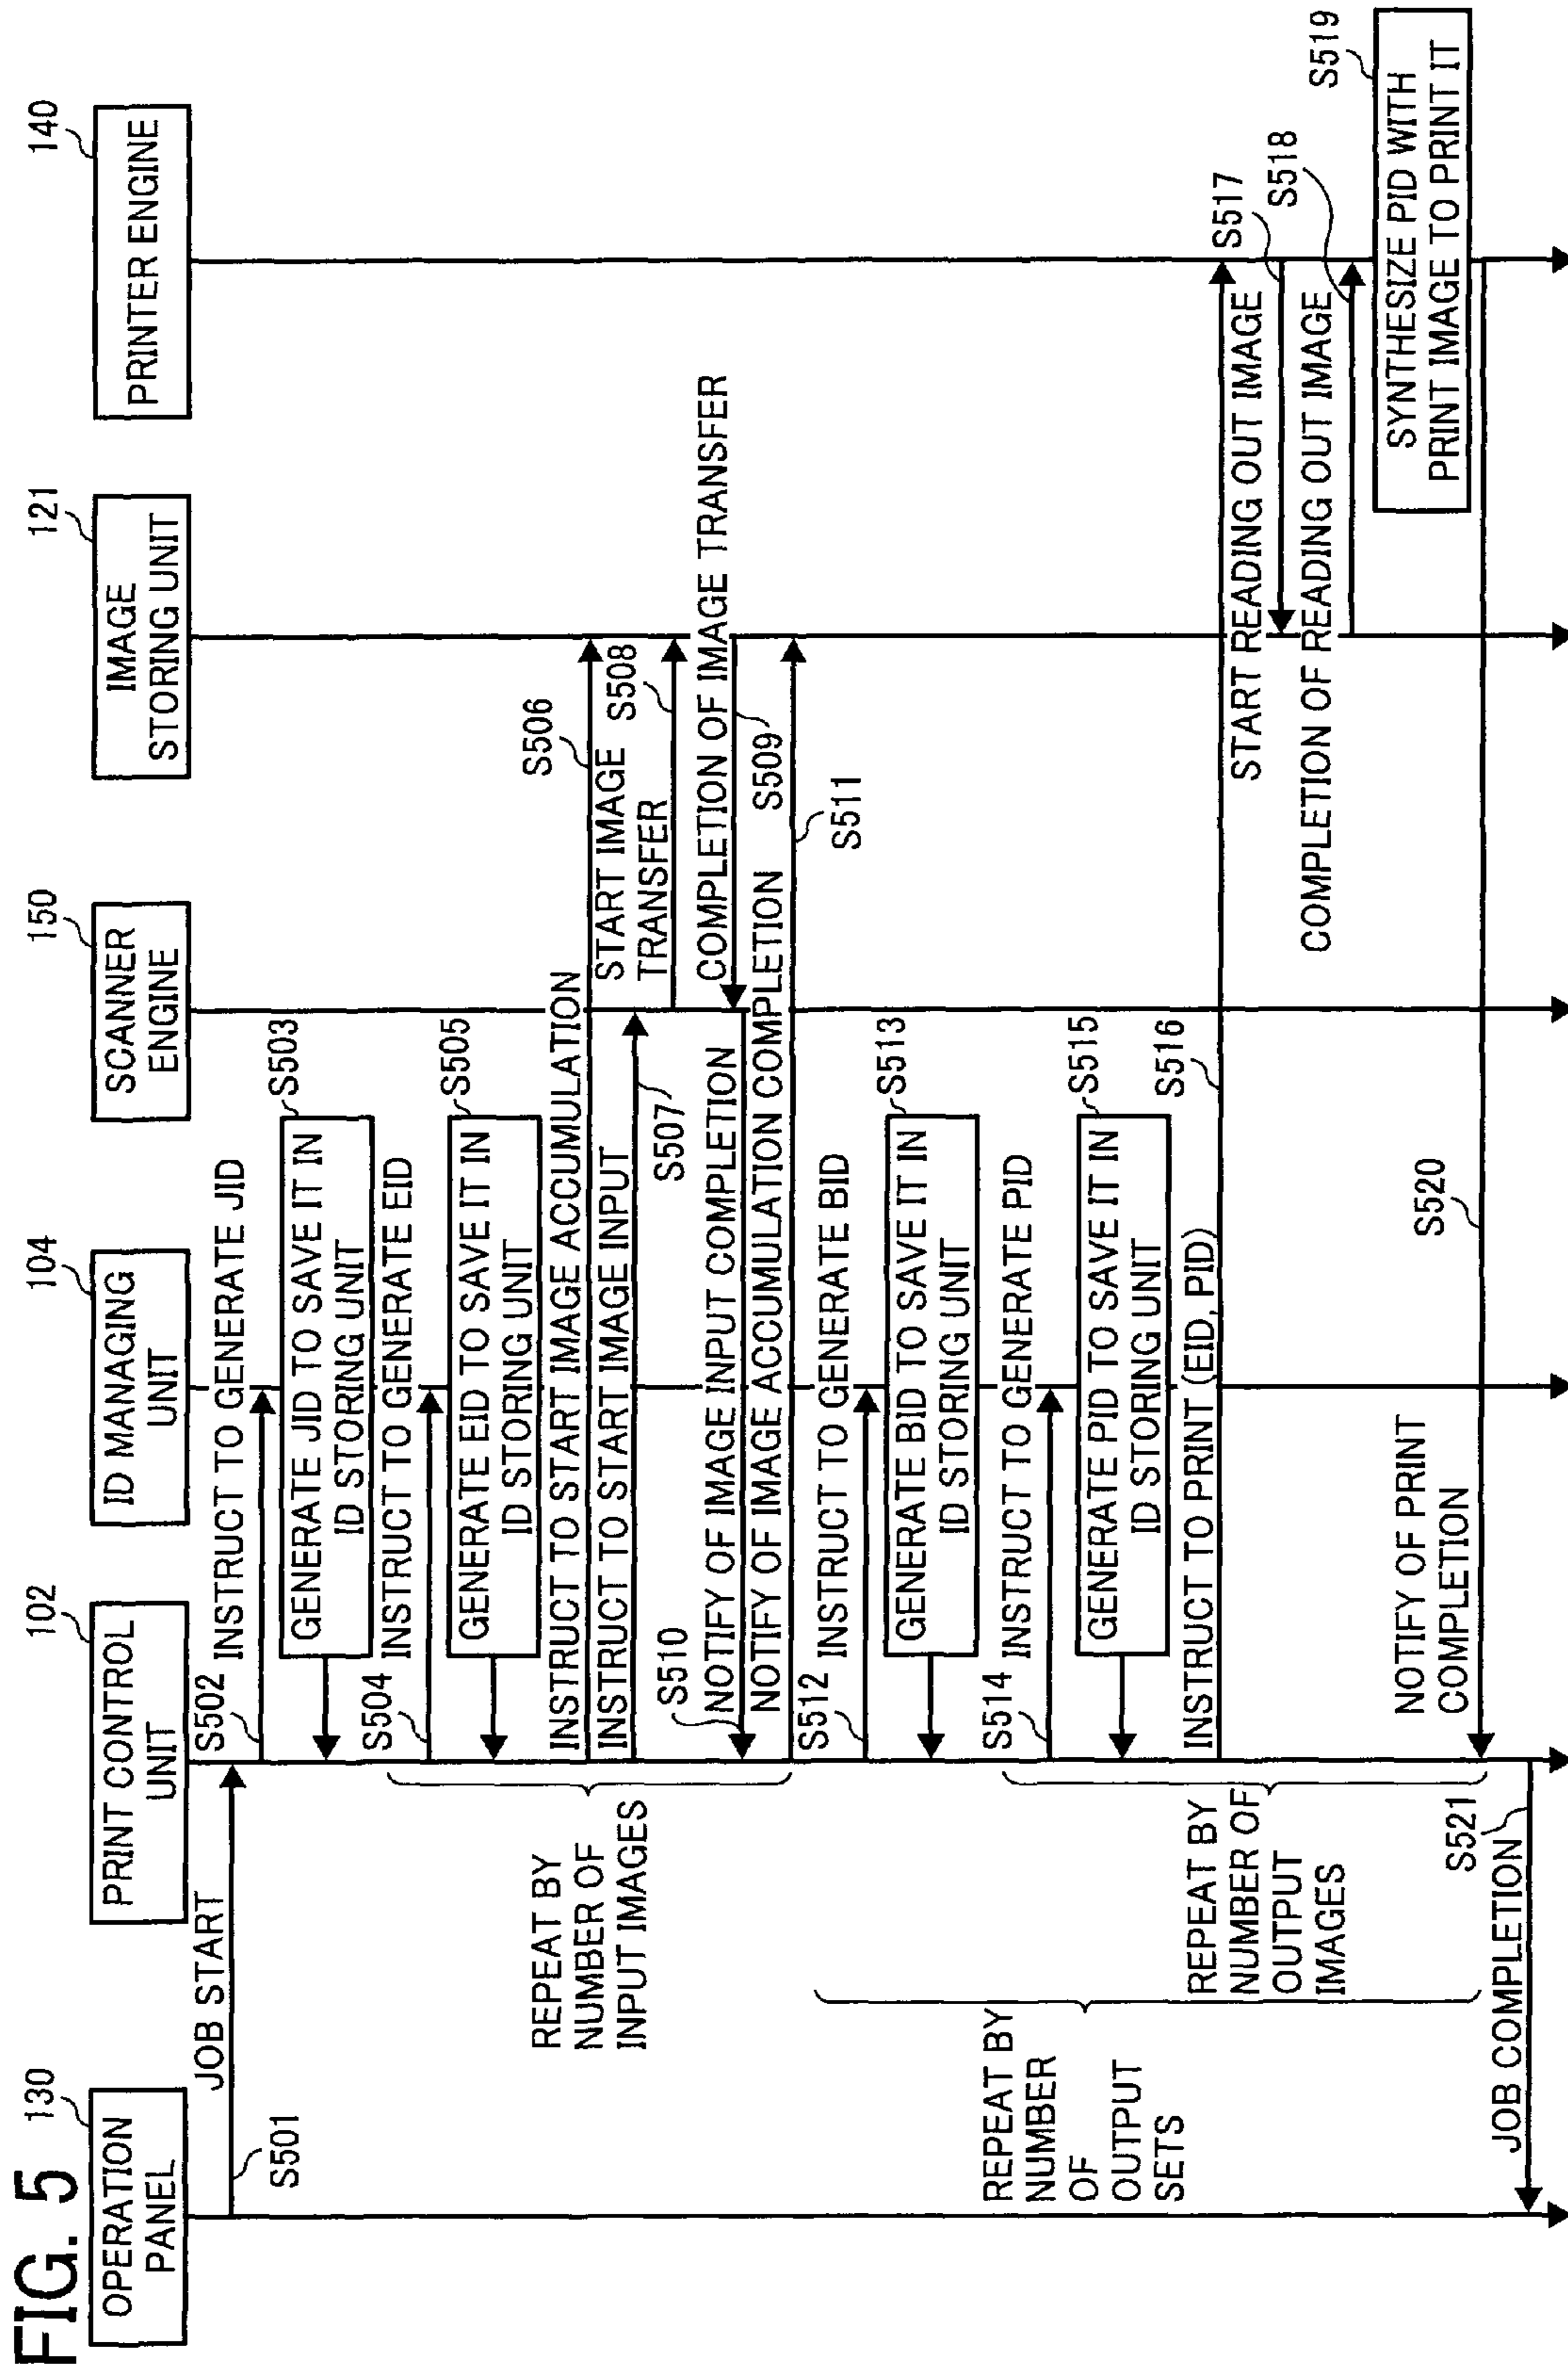 FIG. 5
130
OPERATION
PANEL
102
PRINT CONTROL
UNIT
104
ID MANAGING
UNIT
150
SCANNER
ENGINE
121
IMAGE
STORING UNIT
140
PRINTER ENGINE
JOB START
S501
S502
INSTRUCT TO GENERATE JID
S503
GENERATE JID TO SAVE IT IN
ID STORING UNIT
S504
INSTRUCT TO GENERATE EID
S505
GENERATE EID TO SAVE IT IN
ID STORING UNIT
INSTRUCT TO START IMAGE ACCUMULATION
S506
INSTRUCT TO START IMAGE INPUT
S507
START IMAGE
TRANSFER
S508
COMPLETION OF IMAGE TRANSFER
S509
S510
NOTIFY OF IMAGE INPUT COMPLETION
NOTIFY OF IMAGE ACCUMULATION COMPLETION
S511
REPEAT BY
NUMBER OF
INPUT IMAGES
S512
INSTRUCT TO GENERATE BID
S513
GENERATE BID TO SAVE IT IN
ID STORING UNIT
S514
INSTRUCT TO GENERATE PID
S515
GENERATE PID TO SAVE IT IN
ID STORING UNIT
INSTRUCT TO PRINT (EID, PID)
S516
START READING OUT IMAGE
S517
COMPLETION OF READING OUT IMAGE
S518
S519
SYNTHESIZE PID WITH
PRINT IMAGE TO PRINT IT
NOTIFY OF PRINT
COMPLETION
S520
REPEAT BY
NUMBER OF
OUTPUT
IMAGES
REPEAT BY
NUMBER
OF
OUTPUT
SETS
JOB COMPLETION
S521